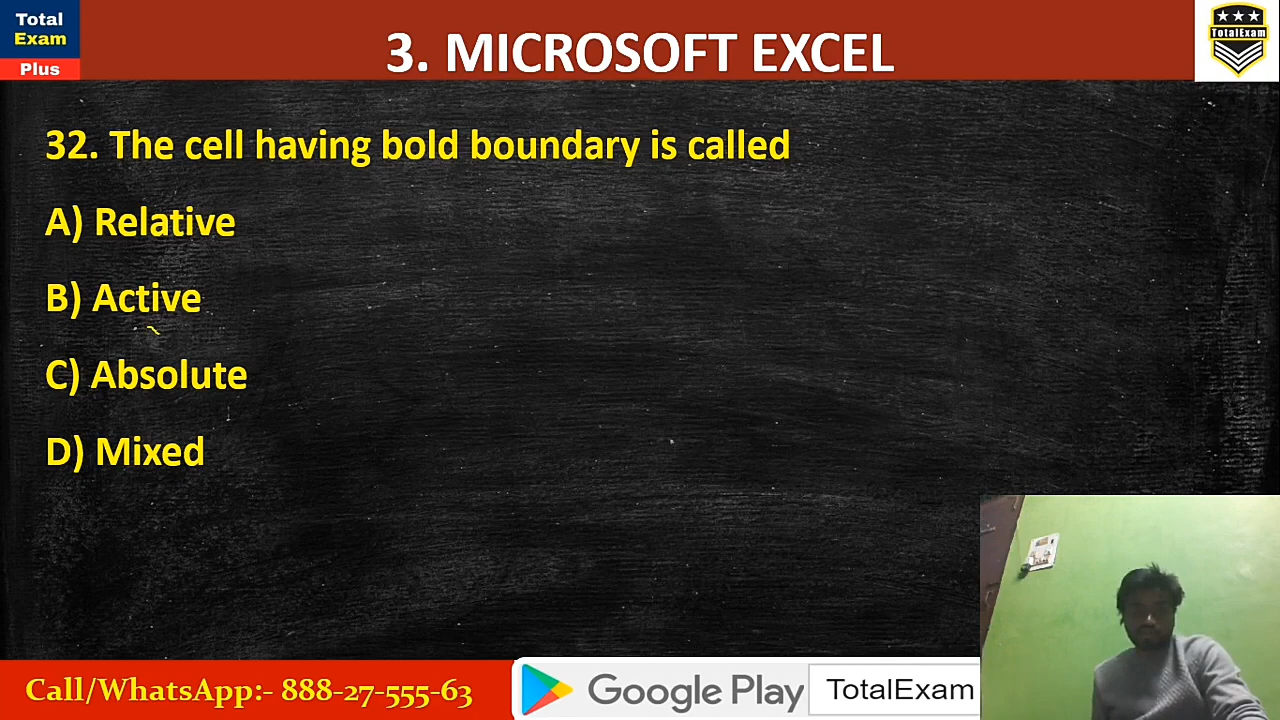 Total
Exam
Plus
3. MICROSOFT EXCEL
TotalExam
32. The cell having bold boundary is called
A) Relative
B) Active
C) Absolute
D) Mixed
Call/WhatsApp:- 888-27-555-63
Google Play
TotalExam